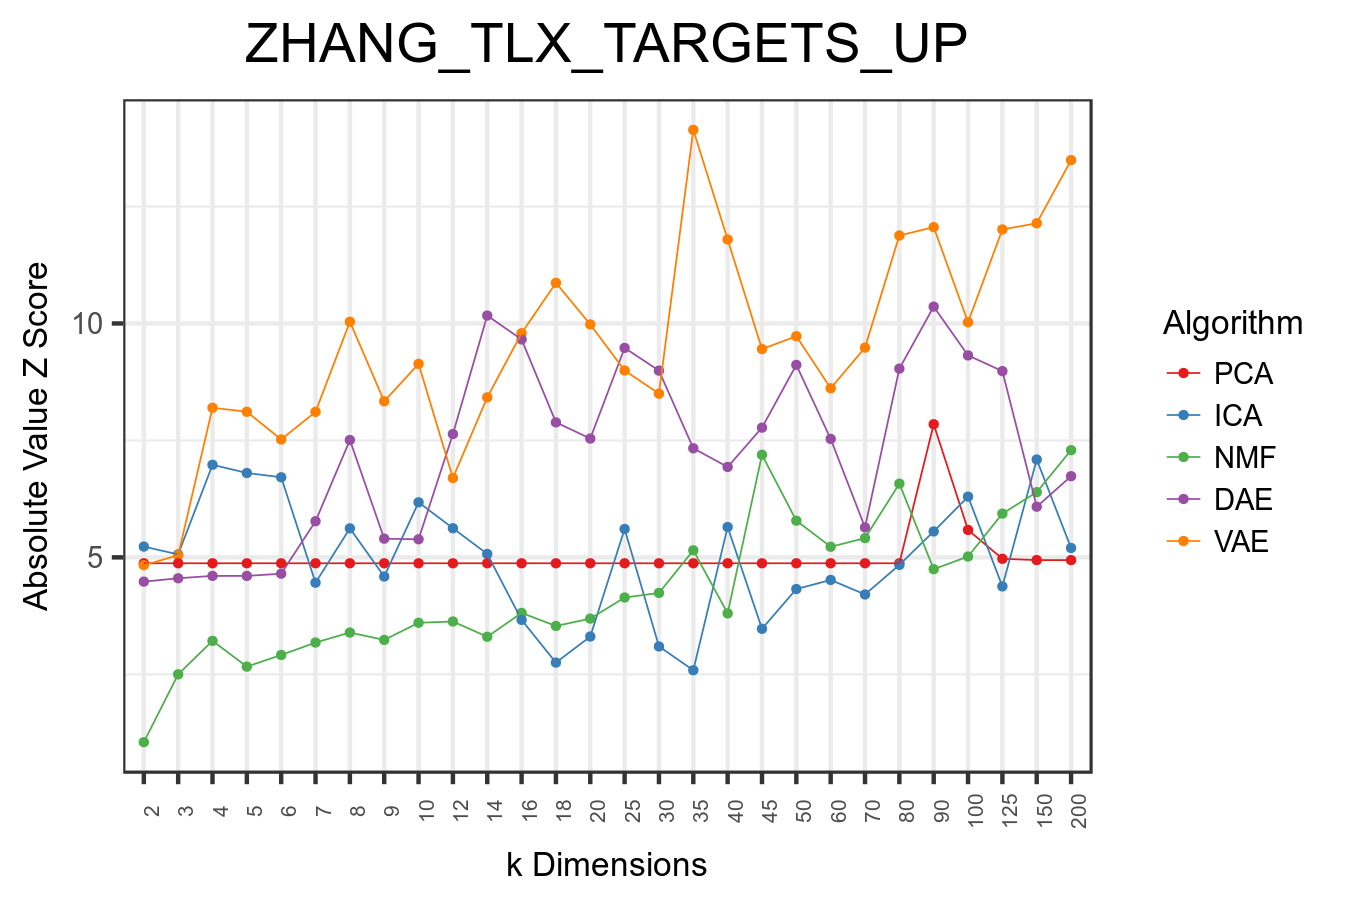 ZHANG_TLX_TARGETS_UP
Absolute Value Z Score
10
5
2 3 4 5 6 7 8 9 10 12 14 16 18 20 25 30 35 40 45 50 60 70 80 90 100 125 150 200
k Dimensions
Algorithm
PCA
ICA
NMF
DAE
VAE